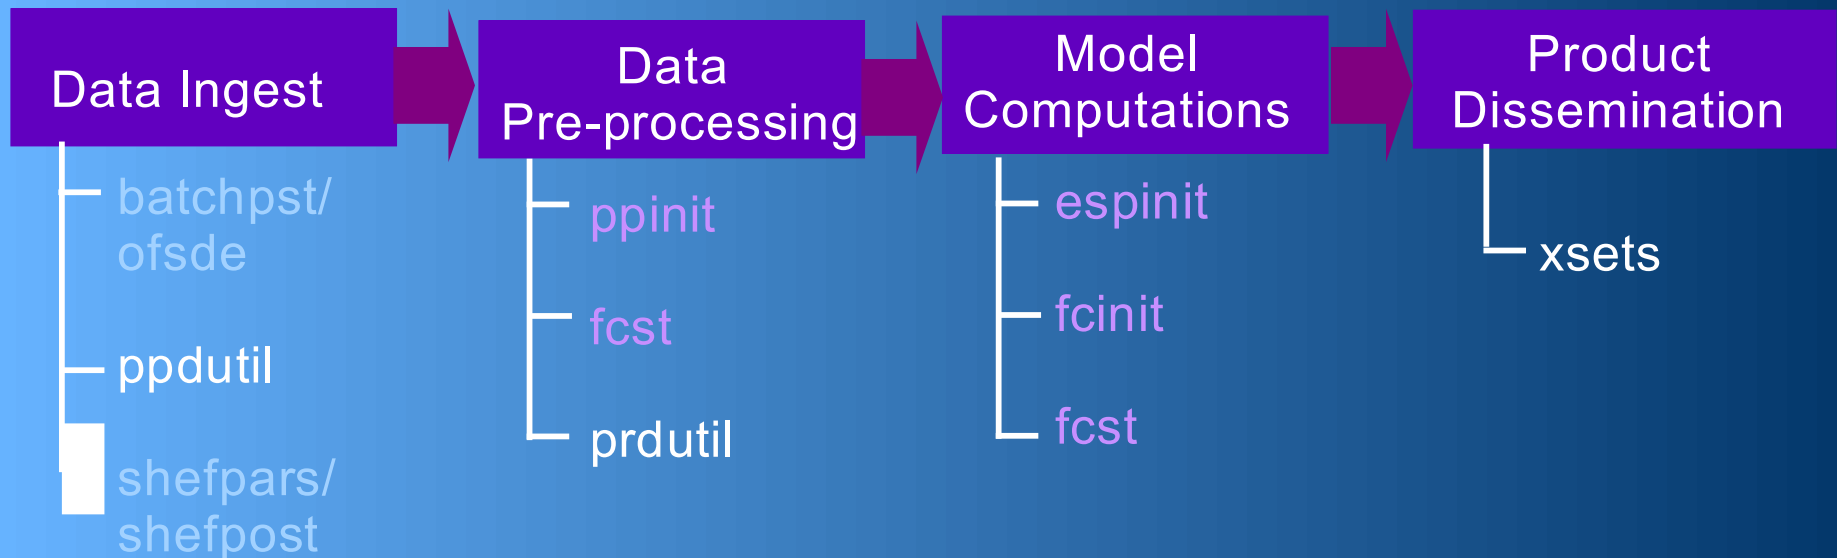 Data Ingest
Data
Pre-processing
Model
Computations
Product
Dissemination
batchpst/
ofsde
ppdutil
shefpars/
shefpost
ppinit
fcst
prdutil
espinit
fcinit
fcst
xsets